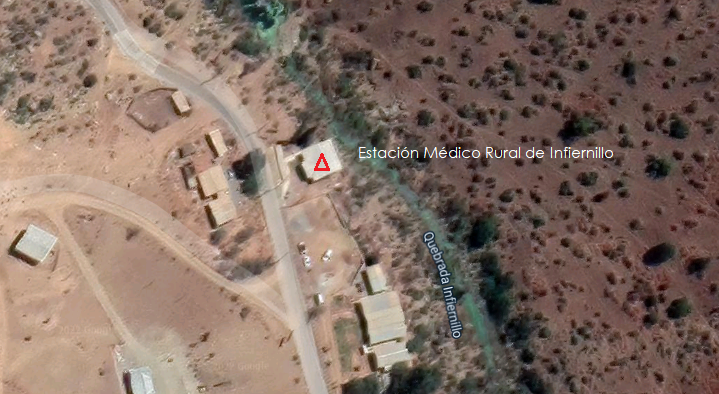 Estación Médico Rural de Infiernillo
Quebrada Infiernillo